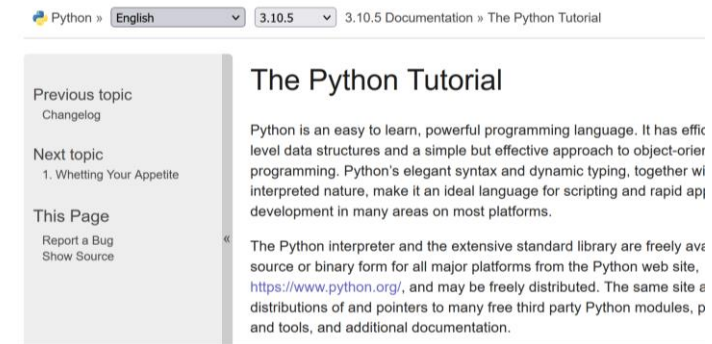 Python » English 3.10.5 3.10.5 Documentation » The Python Tutorial
Previous topic
Changelog
Next topic
1. Whetting Your Appetite
This Page
Report a Bug
Show Source
«
The Python Tutorial
Python is an easy to learn, powerful programming language. It has
level data structures and a simple but effective approach to
programming. Python's elegant syntax and dynamic typing, together
interpreted nature, make it an ideal language for scripting and rapid
development in many areas on most platforms.
The Python interpreter and the extensive standard library are freely
source or binary form for all major platforms from the Python web site,
https://www.python.org/, and may be freely distributed. The same site
distributions of and pointers to many free third party Python modules,
and tools, and additional documentation.